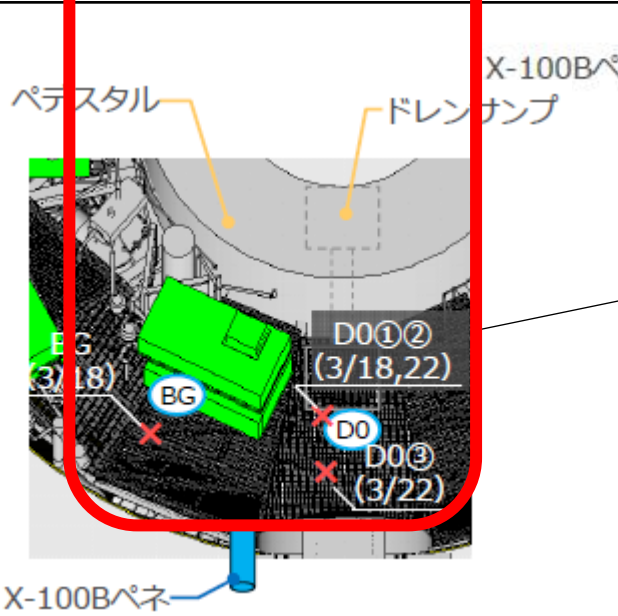 X-100Bペ
ペデスタル
ドレンサンプ
D0①②
(3/18,22)
BG
(3/18)
BG
D0
D0③
(3/22)
X-100Bペネ